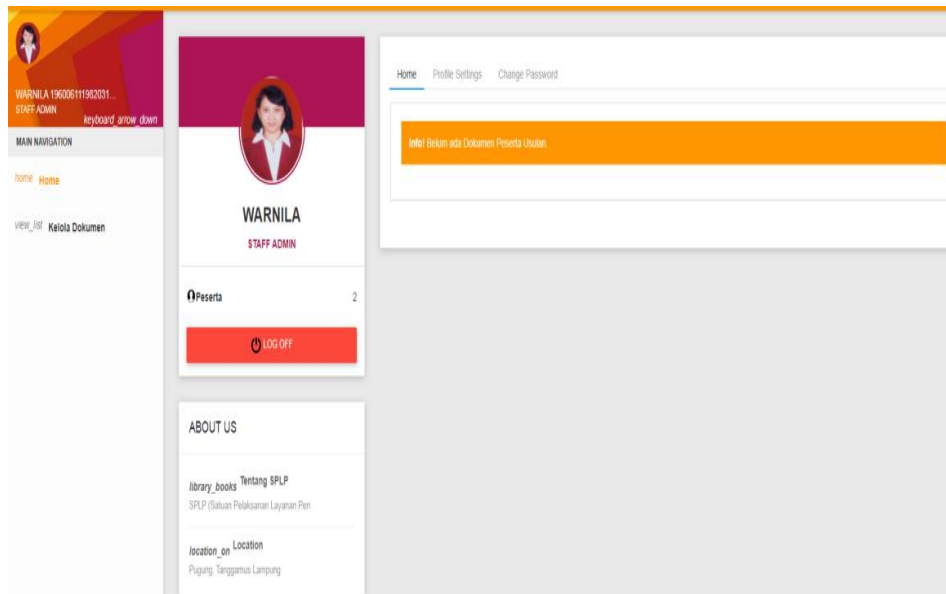 WARNILA 196006111982031...
STAFF ADMIN
keyboard_arrow_down
MAIN NAVIGATION
home Home
view_list Kelola Dokumen
WARNILA
STAFF ADMIN
Peserta 2
LOG OFF
ABOUT US
library_books Tentang SPLP
SPLP (Satuan Pelaksanan Layanan Pen
location_on Location
Pugung, Tanggamus Lampung
Home Profile Settings Change Password
Info! Belum ada Dokumen Peserta Usulan.